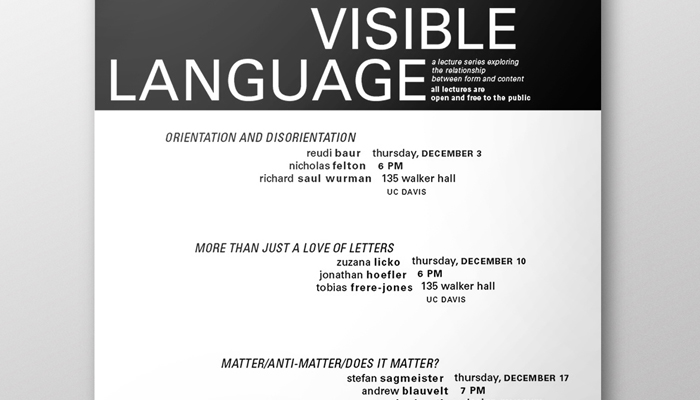 VISIBLE
LANGUAGE
a lecture series exploring
the relationship
between form and content
all lectures are
open and free to the public
ORIENTATION AND DISORIENTATION
reudi baur thursday, DECEMBER 3
nicholas felton 6 PM
richard saul wurman 135 walker hall
UC DAVIS
MORE THAN JUST A LOVE OF LETTERS
zuzana licko thursday, DECEMBER 10
jonathan hoefler 6 PM
tobias frere-jones 135 walker hall
UC DAVIS
MATTER/ANTI-MATTER/DOES IT MATTER?
stefan sagmeister thursday, DECEMBER 17
andrew blauvelt 7 PM